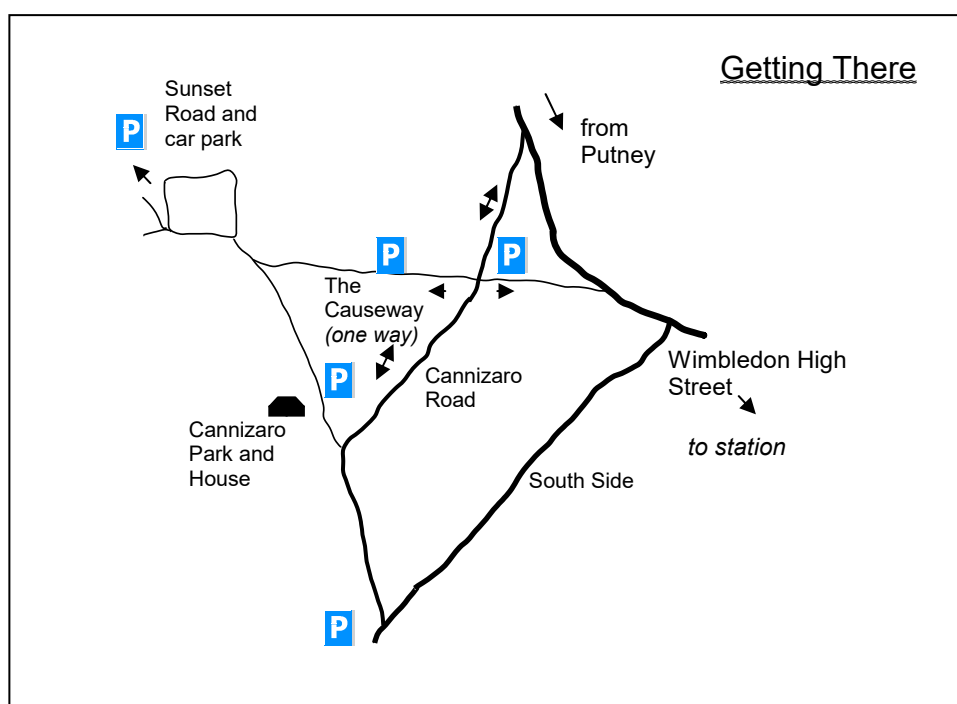 Getting There
Sunset
Road and
car park
P
from
Putney
P
P
The
Causeway
(one way)
P
Cannizaro
Road
Wimbledon High
Street
to station
Cannizaro
Park and
House
South Side
P